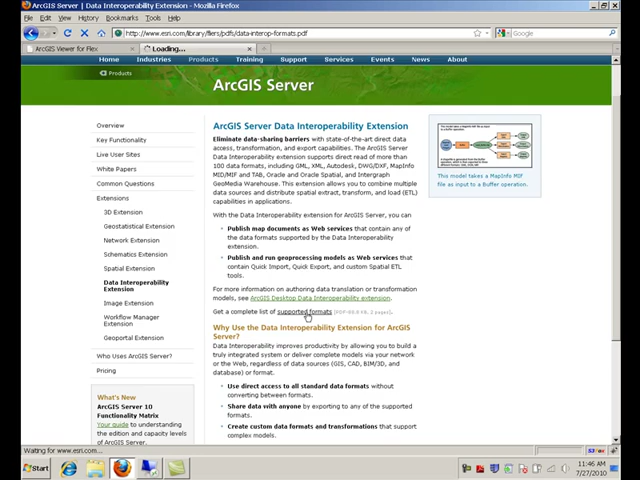 ArcGIS Server | Data Interoperability Extension - Mozilla Firefox
File Edit View History Bookmarks Tools Help
http://www.esri.com/library/fliers/pdfs/data-interop-formats.pdf
Google
ArcGIS Viewer for Flex
Loading...
Home Industries Products Training Support Services Events News About
Products
ArcGIS Server
Overview
Key Functionality
Live User Sites
White Papers
Common Questions
Extensions
3D Extension
Geostatistical Extension
Network Extension
Schematics Extension
Spatial Extension
Data Interoperability
Extension
Image Extension
Workflow Manager
Extension
Geoportal Extension
Who Uses ArcGIS Server?
Pricing
What's New
ArcGIS Server 10
Functionality Matrix
Your guide to understanding
the edition and capacity levels
of ArcGIS Server.
ArcGIS Server Data Interoperability Extension
Eliminate data-sharing barriers with state-of-the-art direct data
access, transformation, and export capabilities. The ArcGIS Server
Data Interoperability extension supports direct read of more than
100 data formats, including GML, XML, Autodesk, DWG/DXF, MapInfo
MID/MIF and TAB, Oracle and Oracle Spatial, and Intergraph
GeoMedia Warehouse. This extension allows you to combine multiple
data sources and distribute spatial extract, transform, and load (ETL)
capabilities in applications.
With the Data Interoperability extension for ArcGIS Server, you can
Publish map documents as Web services that contain any
of the data formats supported by the Data Interoperability
extension.
Publish and run geoprocessing models as Web services that
contain Quick Import, Quick Export, and custom Spatial ETL
tools.
For more information on authoring data translation or transformation
models, see ArcGIS Desktop Data Interoperability extension.
Get a complete list of supported formats
Why Use the Data Interoperability Extension for ArcGIS
Server?
Data Interoperability improves productivity by allowing you to build a
truly integrated system or deliver complete models via your network
or the Web, regardless of data sources (GIS, CAD, BIM/3D, and
database) or format.
Use direct access to all standard data formats without
converting between formats.
Share data with anyone by exporting to any of the supported
formats.
Create custom data formats and transformations that support
complex models.
This model takes a MapInfo MIF
file as input to a Buffer operation.
Waiting for www.esri.com...
Start
11:46 AM
7/27/2010